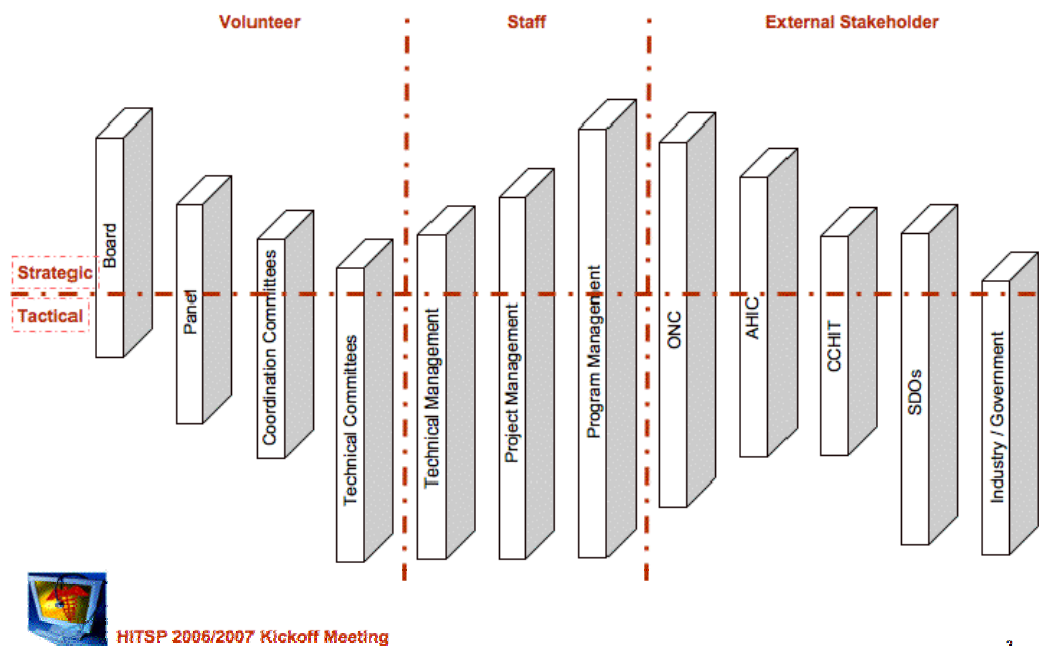 Volunteer
Staff
External Stakeholder
Strategic
Tactical
Board
Panel
Coordination Committees
Technical Committees
Technical Management
Project Management
Program Management
ONC
AHIC
CCHIT
SDOs
Industry / Government
HITSP 2006/2007 Kickoff Meeting